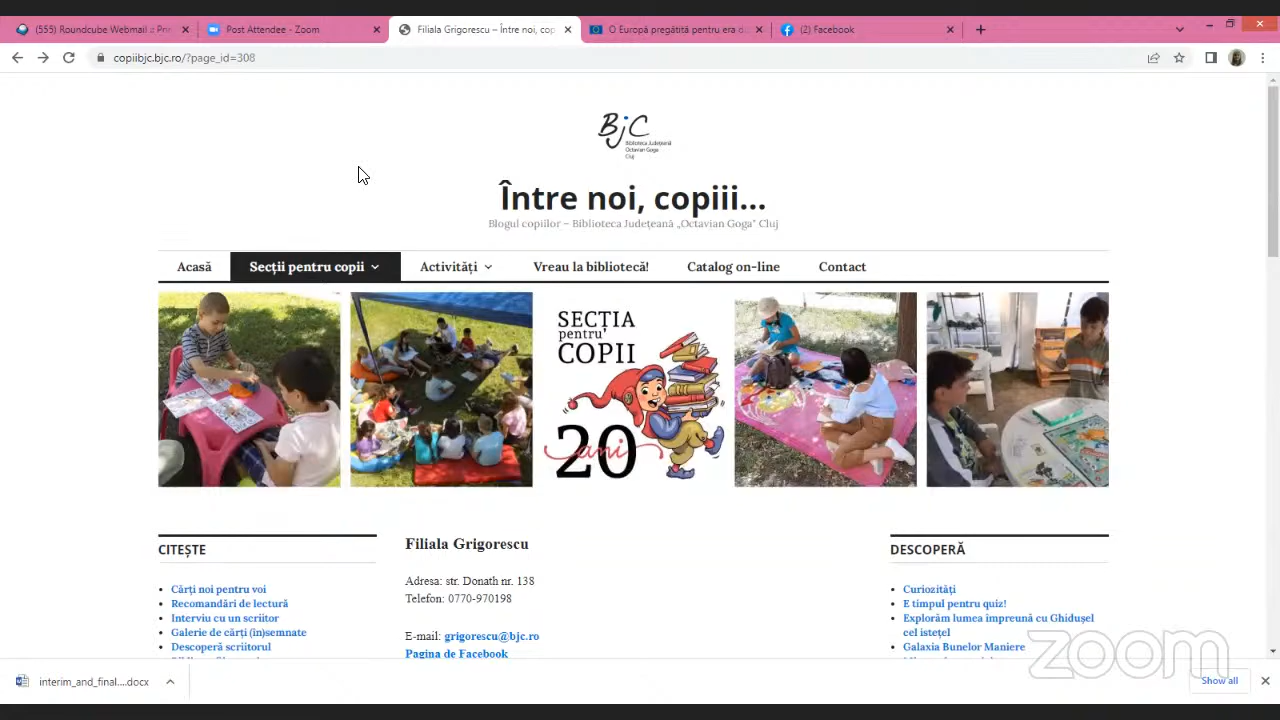 (555) Roundcube Webmail :: Pri
Post Attendee - Zoom
Filiala Grigorescu – Între noi, cop
O Europă pregătită pentru era d
(2) Facebook
copiibjc.bjc.ro/?page_id=308
BjC
Biblioteca Județeană
Octavian Goga
Cluj
Între noi, copiii...
Blogul copiilor – Biblioteca Județeană „Octavian Goga" Cluj
Acasă
Secții pentru copii
Activități
Vreau la bibliotecă!
Catalog on-line
Contact
SECȚIA
pentru
COPII
20
ani
CITEȘTE
Cărți noi pentru voi
Recomandări de lectură
Interviu cu un scriitor
Galerie de cărți (în)semnate
Descoperă scriitorul
Filiala Grigorescu
Adresa: str. Donath nr. 138
Telefon: 0770-970198
E-mail: grigorescu@bjc.ro
Pagina de Facebook
DESCOPERĂ
Curiozități
E timpul pentru quiz!
Explorăm lumea împreună cu Ghidușel
cel istețel
Galaxia Bunelor Maniere
zoom
interim_and_final....docx
Show all